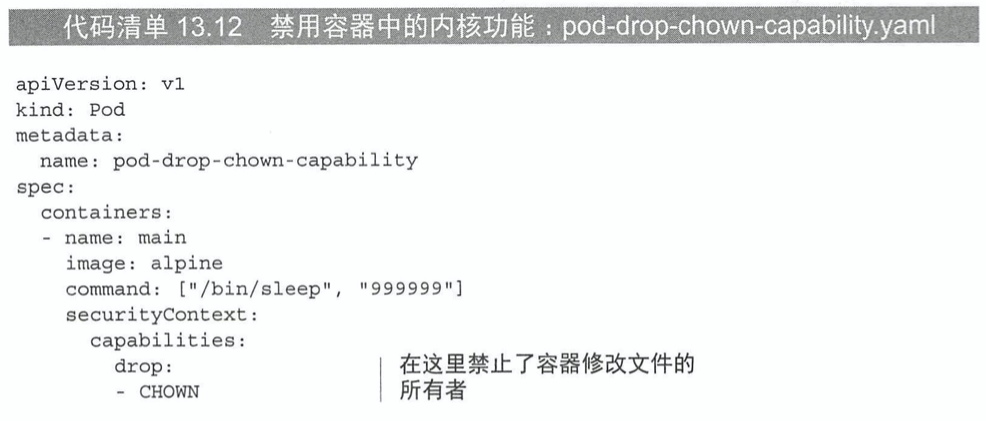 代码清单 13.12 禁用容器中的内核功能：pod-drop-chown-capability.yaml
apiVersion: v1
kind: Pod
metadata:
  name: pod-drop-chown-capability
spec:
  containers:
  - name: main
    image: alpine
    command: ["/bin/sleep", "999999"]
    securityContext:
      capabilities:
        drop:
        - CHOWN
在这里禁止了容器修改文件的
所有者